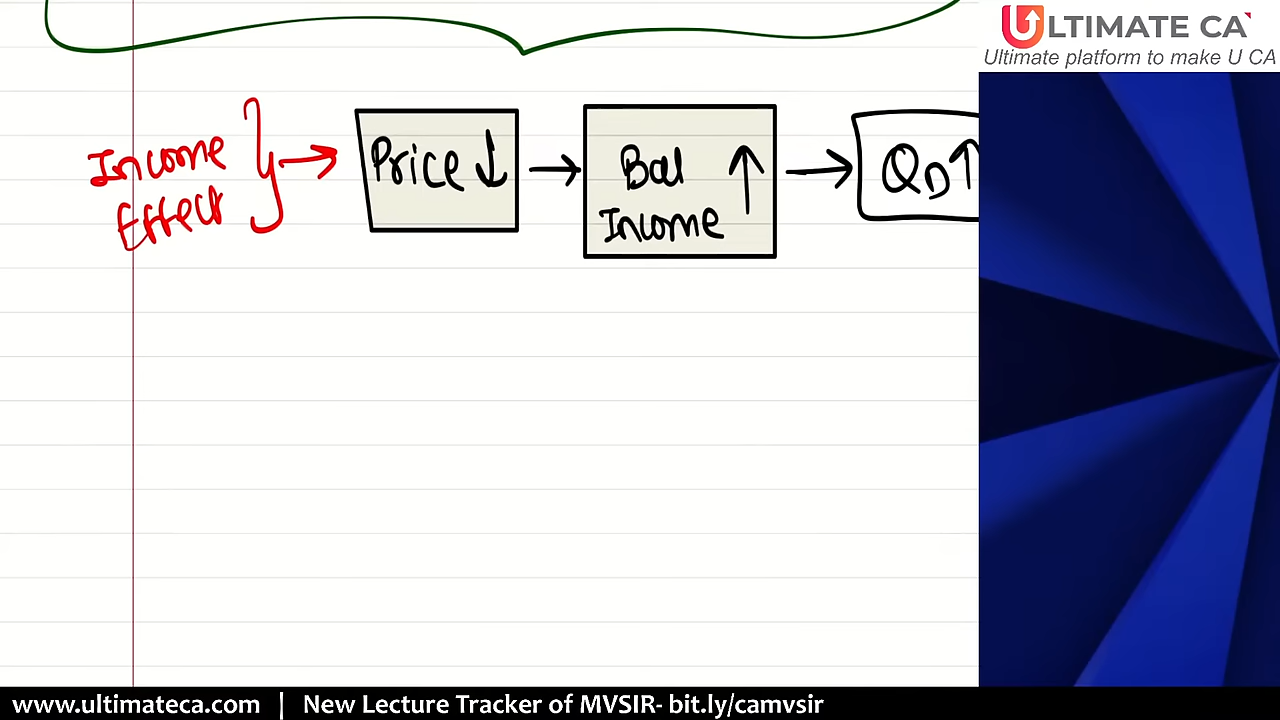 ULTIMATE CA
Ultimate platform to make U CA
Income
Effect
Price ↓
Bal ↑
Income
QD ↑
www.ultimateca.com | New Lecture Tracker of MVSIR- bit.ly/camvsir